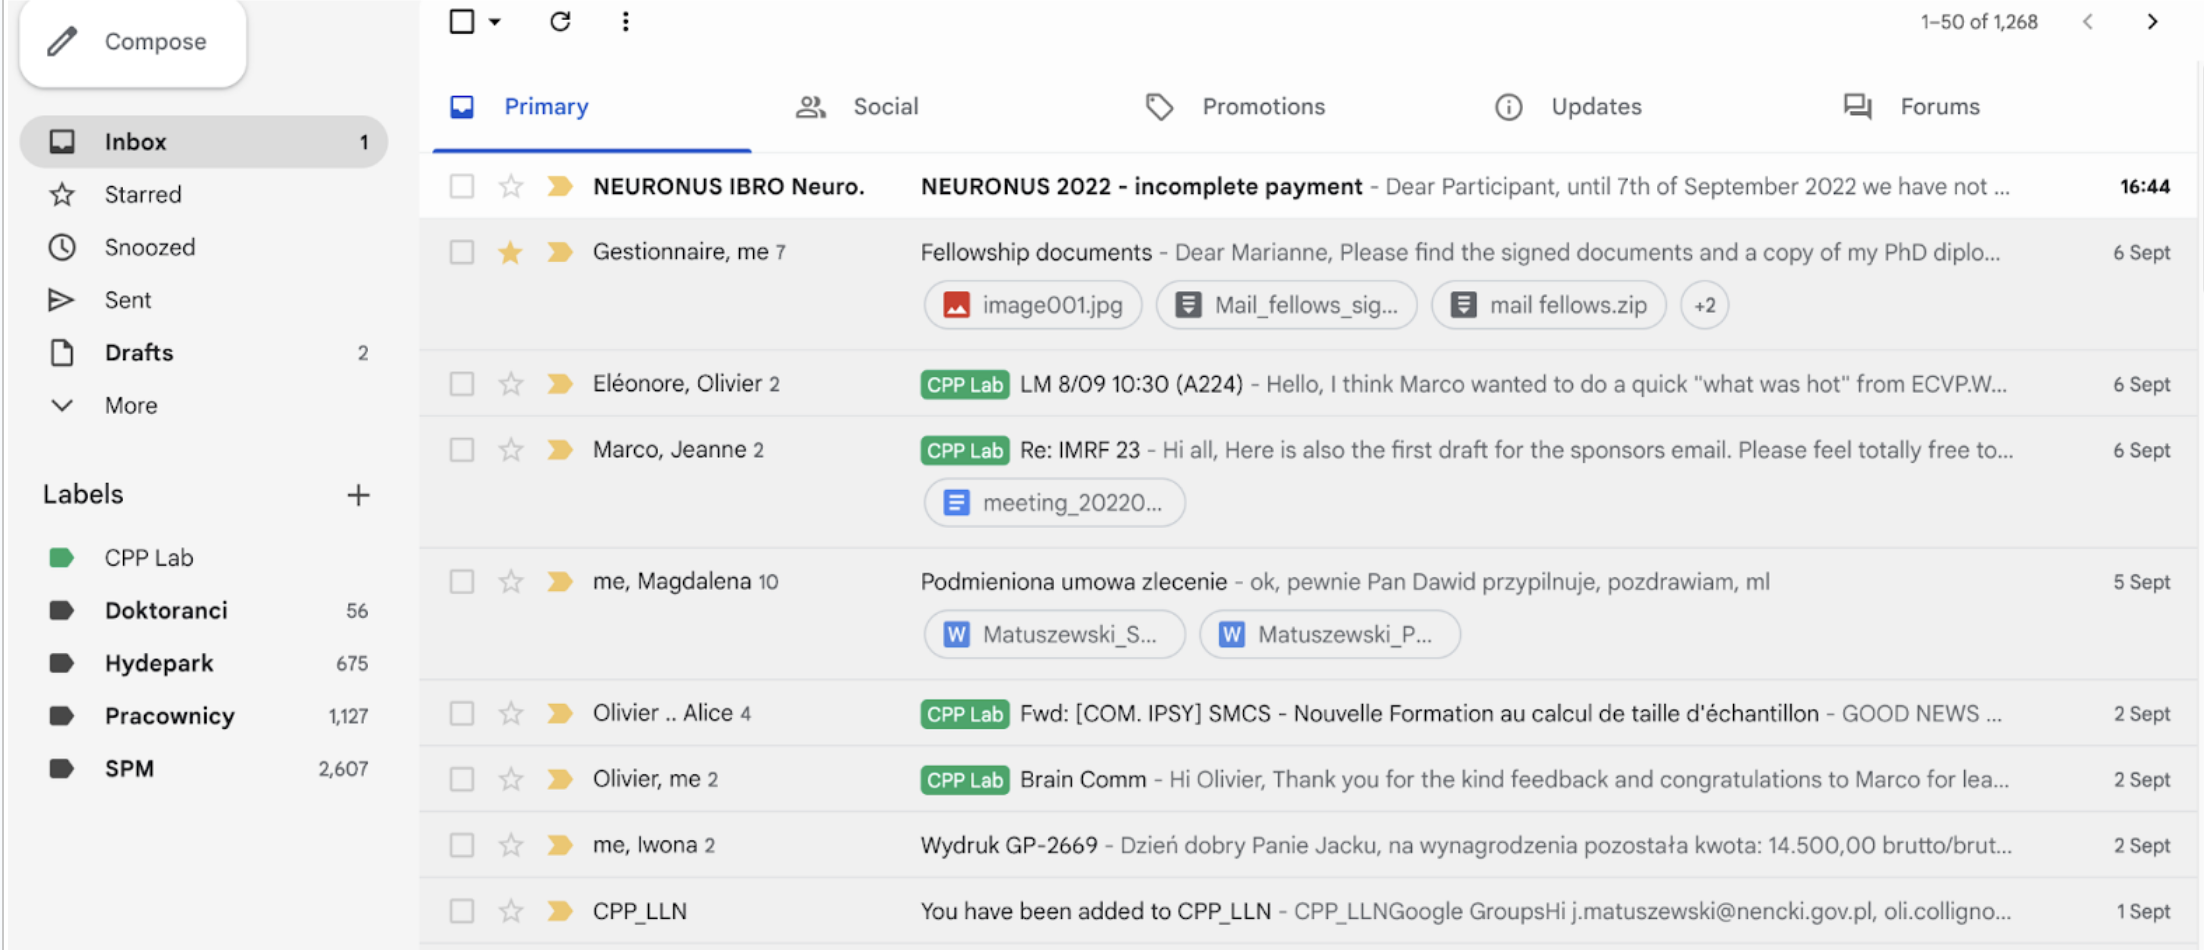 Compose
1–50 of 1,268
Primary
Social
Promotions
Updates
Forums
Inbox 1
Starred
Snoozed
Sent
Drafts 2
More
Labels
CPP Lab
Doktoranci 56
Hydepark 675
Pracownicy 1,127
SPM 2,607
NEURONUS IBRO Neuro. NEURONUS 2022 - incomplete payment - Dear Participant, until 7th of September 2022 we have not ... 16:44
Gestionnaire, me 7 Fellowship documents - Dear Marianne, Please find the signed documents and a copy of my PhD diplo... 6 Sept
image001.jpg Mail_fellows_sig... mail fellows.zip +2
Eléonore, Olivier 2 CPP Lab LM 8/09 10:30 (A224) - Hello, I think Marco wanted to do a quick "what was hot" from ECVP.W... 6 Sept
Marco, Jeanne 2 CPP Lab Re: IMRF 23 - Hi all, Here is also the first draft for the sponsors email. Please feel totally free to... 6 Sept
meeting_20220...
me, Magdalena 10 Podmieniona umowa zlecenie - ok, pewnie Pan Dawid przypilnuje, pozdrawiam, ml 5 Sept
W Matuszewski_S... W Matuszewski_P...
Olivier .. Alice 4 CPP Lab Fwd: [COM. IPSY] SMCS - Nouvelle Formation au calcul de taille d'échantillon - GOOD NEWS ... 2 Sept
Olivier, me 2 CPP Lab Brain Comm - Hi Olivier, Thank you for the kind feedback and congratulations to Marco for lea... 2 Sept
me, Iwona 2 Wydruk GP-2669 - Dzień dobry Panie Jacku, na wynagrodzenia pozostała kwota: 14.500,00 brutto/brut... 2 Sept
CPP_LLN You have been added to CPP_LLN - CPP_LLNGoogle GroupsHi j.matuszewski@nencki.gov.pl, oli.colligno... 1 Sept